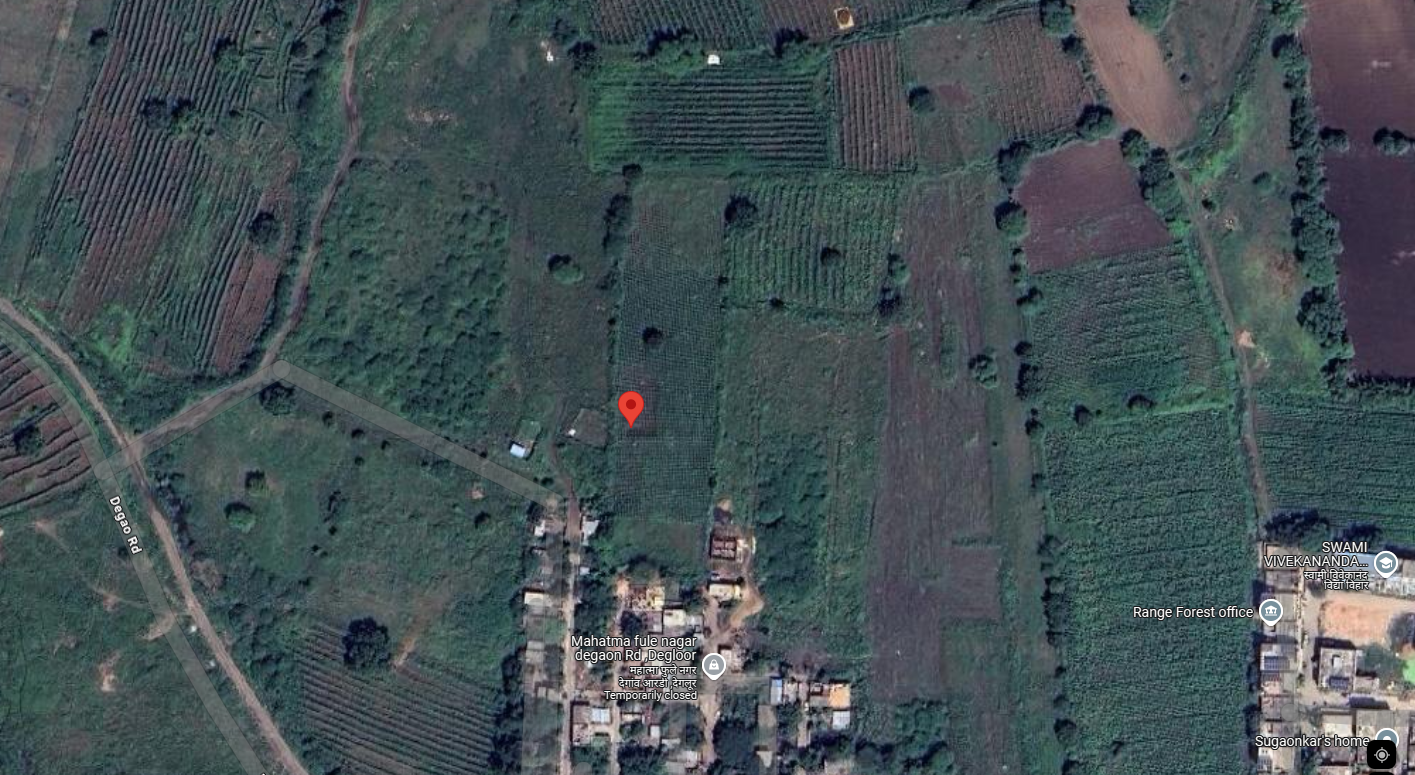 Degao Rd
SWAMI
VIVEKANANDA...
स्वामी विवेकानंद
विद्या विहार
Range Forest office
Mahatma fule nagar
degaon Rd, Degloor
महात्मा फुले नगर
देगाव आरडी, देगलूर
Temporarily closed
Sugaonkar's home